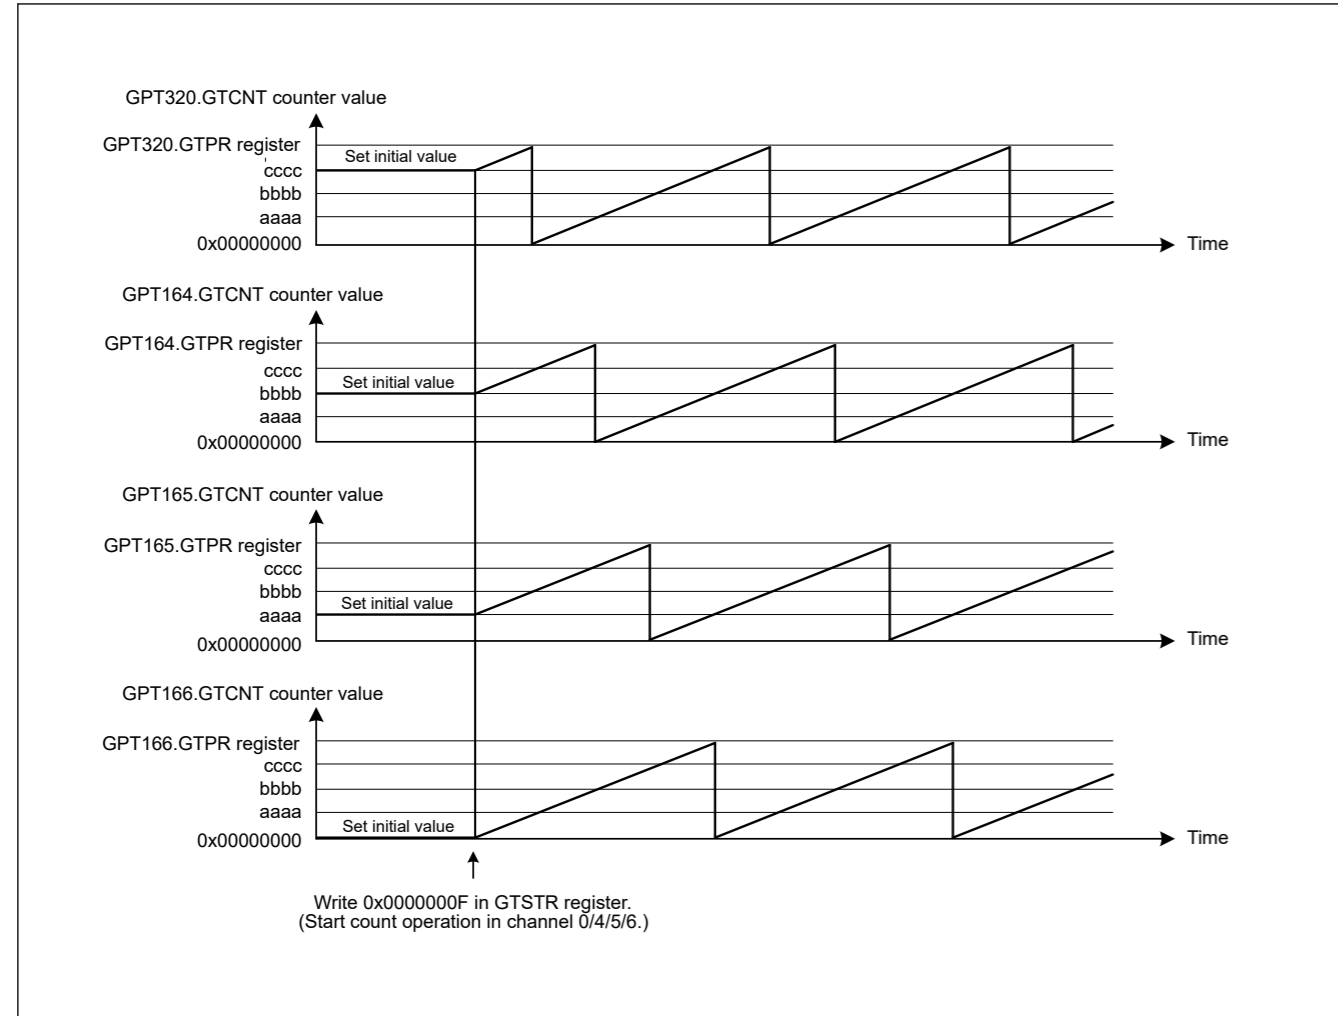 GPT320.GTCNT counter value
GPT320.GTPR register
Set initial value
cccc
bbbb
aaaa
0x00000000
Time
GPT164.GTCNT counter value
GPT164.GTPR register
cccc
Set initial value
bbbb
aaaa
0x00000000
Time
GPT165.GTCNT counter value
GPT165.GTPR register
cccc
bbbb
Set initial value
aaaa
0x00000000
Time
GPT166.GTCNT counter value
GPT166.GTPR register
cccc
bbbb
aaaa
Set initial value
0x00000000
Time
Write 0x0000000F in GTSTR register.
(Start count operation in channel 0/4/5/6.)